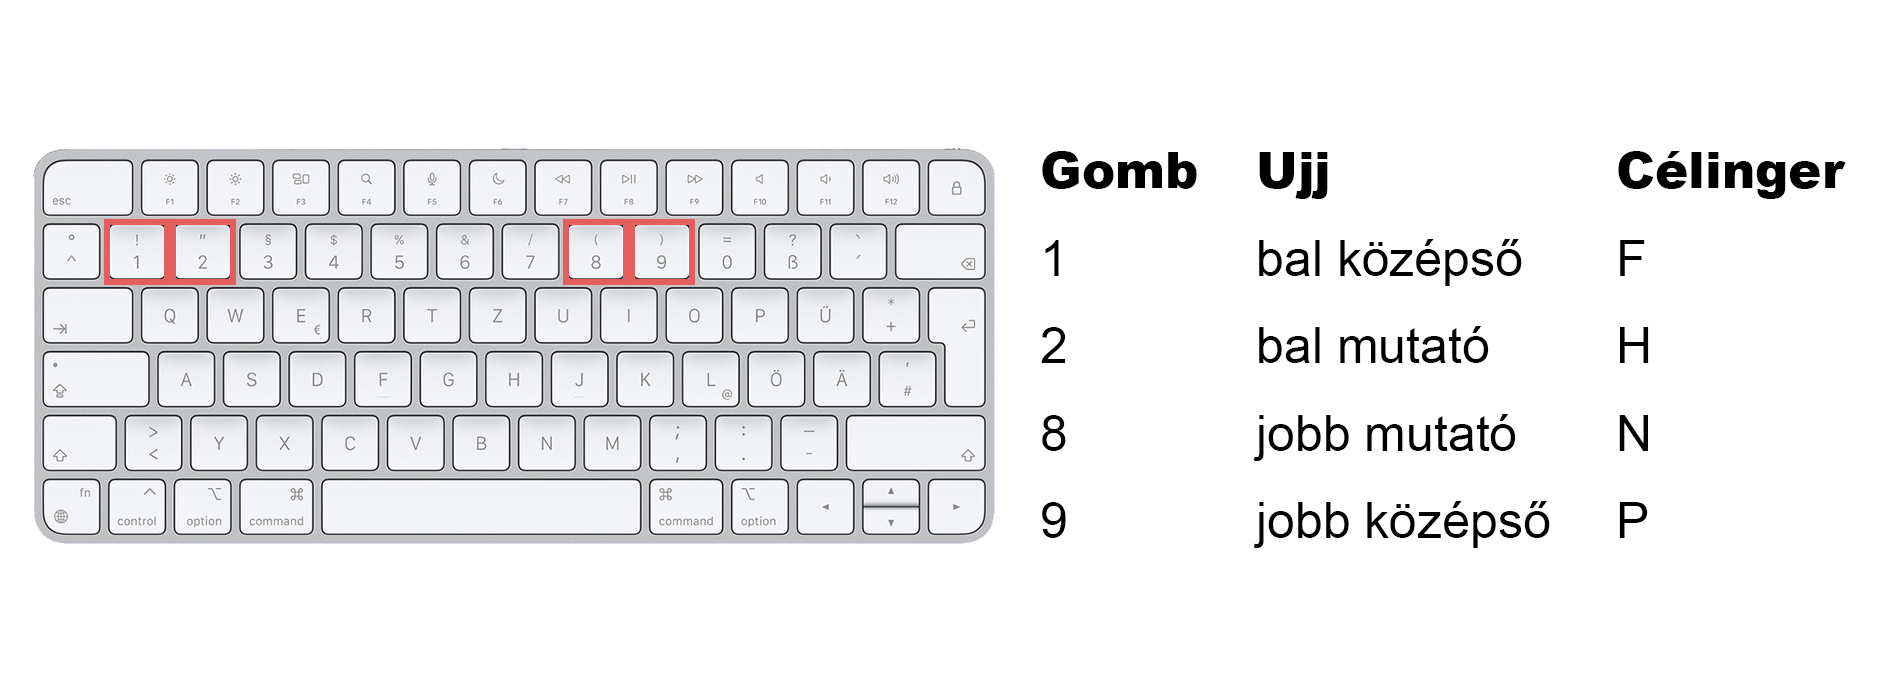 esc F1 F2 F3 F4 F5 F6 F7 F8 F9 F10 F11 F12
° ! " § $ % & / ( ) = ? `
^ 1 2 3 4 5 6 7 8 9 0 ß ´
Q W E € R T Z U I O P Ü * +
A S D F G H J K L @ Ö Ä ' #
> < Y X C V B N M ; , : . _ -
fn control option command command option
Gomb Ujj Célinger
1 bal középső F
2 bal mutató H
8 jobb mutató N
9 jobb középső P